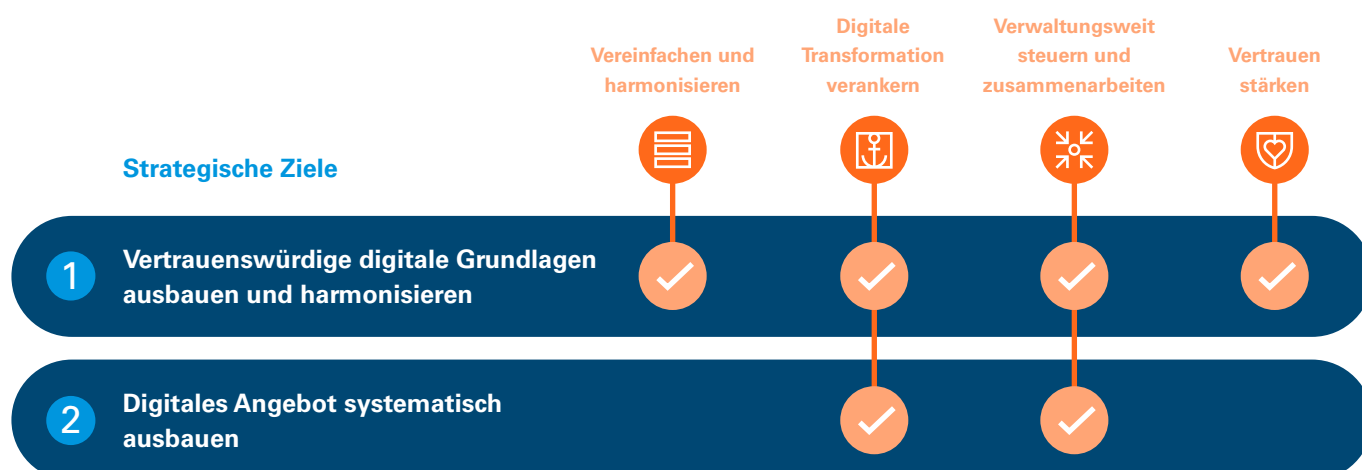 Vereinfachen und
harmonisieren
Digitale
Transformation
verankern
Verwaltungsweit
steuern und
zusammenarbeiten
Vertrauen
stärken
Strategische Ziele
1
Vertrauenswürdige digitale Grundlagen
ausbauen und harmonisieren
2
Digitales Angebot systematisch
ausbauen